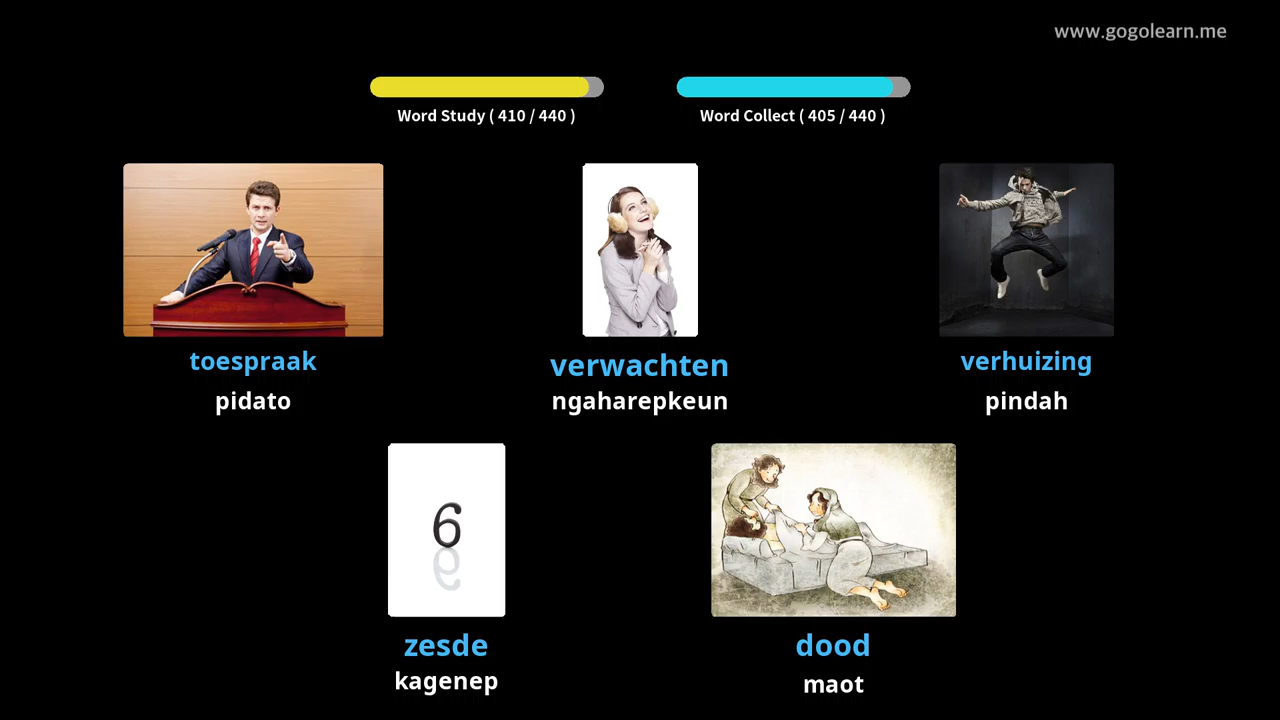 www.gogolearn.me
Word Study ( 410 / 440 )
Word Collect ( 405 / 440 )
toespraak
pidato
verwachten
ngaharepkeun
verhuizing
pindah
6
zesde
kagenep
dood
maot